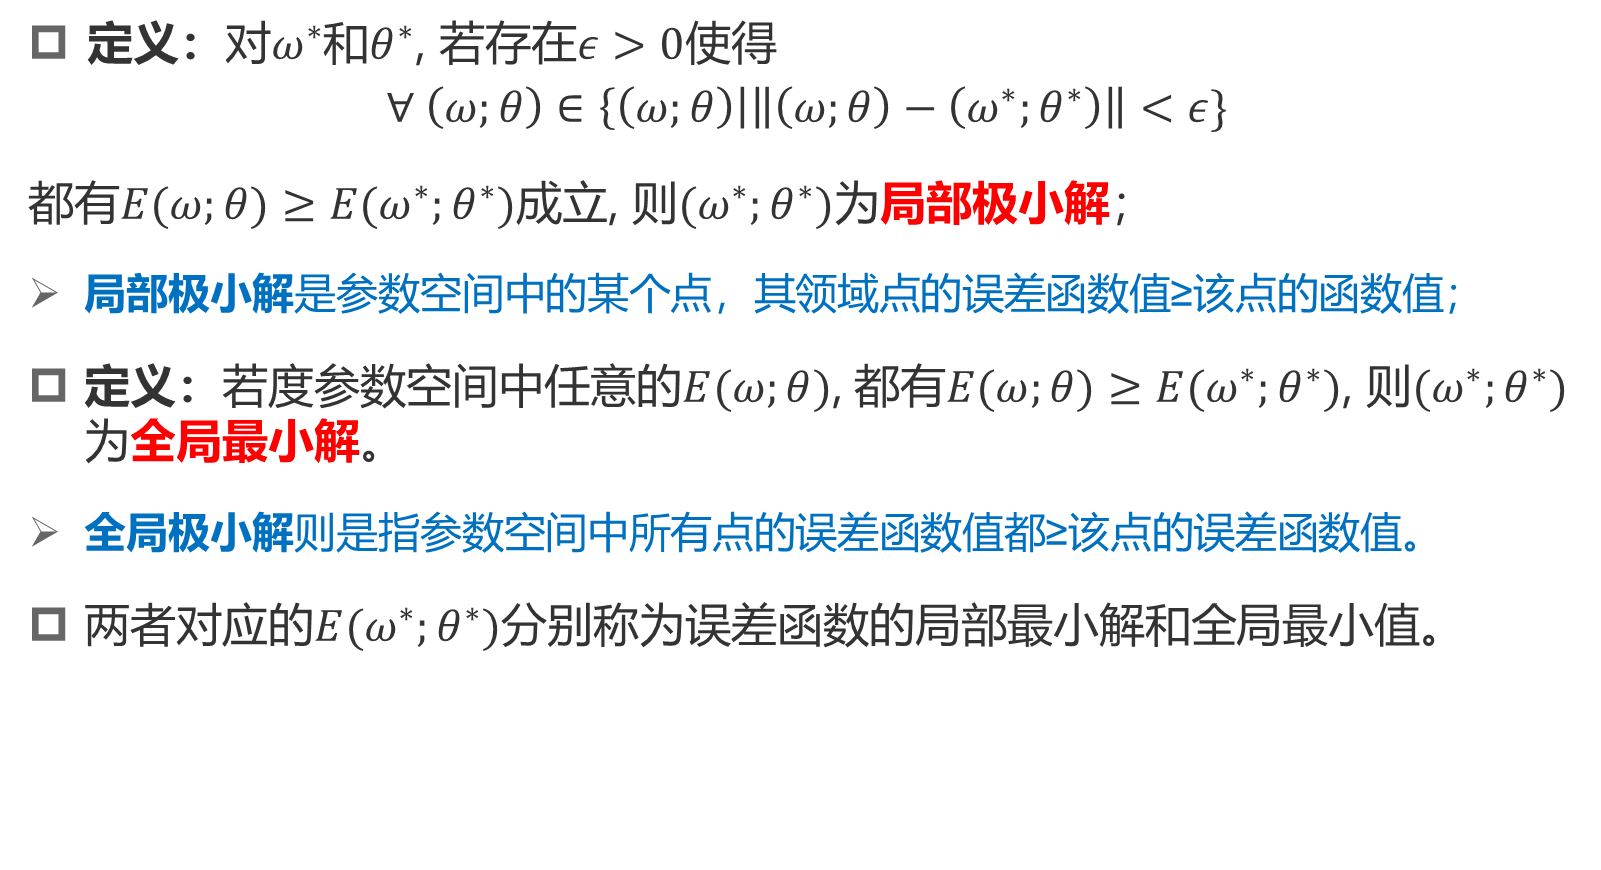 定义：对ω*和θ*, 若存在ϵ > 0使得
∀ (ω; θ) ∈ {(ω; θ)|‖(ω; θ) − (ω*; θ*)‖ < ϵ}
都有E(ω; θ) ≥ E(ω*; θ*)成立, 则(ω*; θ*)为局部极小解；
局部极小解是参数空间中的某个点，其领域点的误差函数值≥该点的函数值；
定义：若度参数空间中任意的E(ω; θ), 都有E(ω; θ) ≥ E(ω*; θ*), 则(ω*; θ*)
为全局最小解。
全局极小解则是指参数空间中所有点的误差函数值都≥该点的误差函数值。
两者对应的E(ω*; θ*)分别称为误差函数的局部最小解和全局最小值。